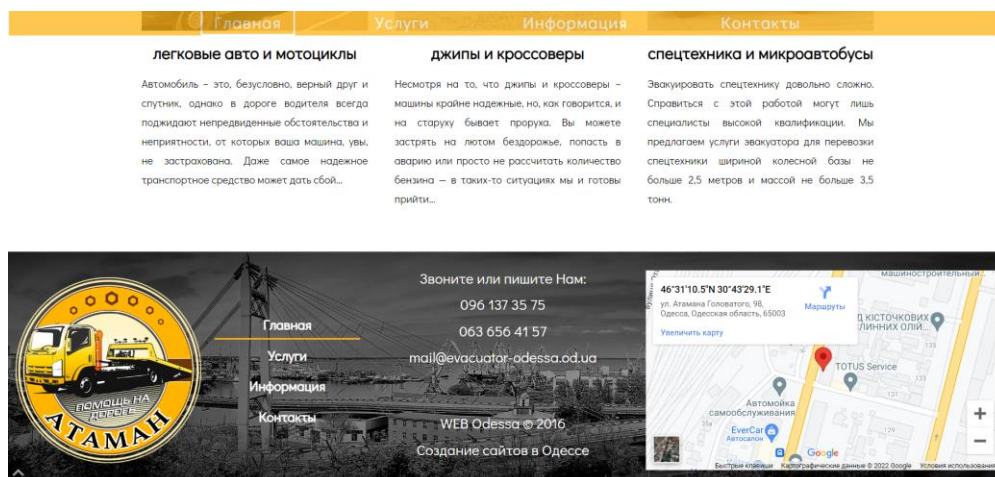 Главная
Услуги
Информация
Контакты
легковые авто и мотоциклы
Автомобиль – это, безусловно, верный друг и
спутник, однако в дороге водителя всегда
поджидают непредвиденные обстоятельства и
неприятности, от которых ваша машина, увы,
не застрахована. Даже самое надежное
транспортное средство может дать сбой...
джипы и кроссоверы
Несмотря на то, что джипы и кроссоверы –
машины крайне надежные, но, как говорится, и
на старуху бывает проруха. Вы можете
застрять на лютом бездорожье, попасть в
аварию или просто не рассчитать количество
бензина — в таких-то ситуациях мы и готовы
прийти...
спецтехника и микроавтобусы
Эвакуировать спецтехнику довольно сложно.
Справиться с этой работой могут лишь
специалисты высокой квалификации. Мы
предлагаем услуги эвакуатора для перевозки
спецтехники шириной колесной базы не
больше 2,5 метров и массой не больше 3,5
тонн.
ПОМОЩЬ НА
ДОРОГЕ
АТАМАН
Главная
Услуги
Информация
Контакты
Звоните или пишите Нам:
096 137 35 75
063 656 41 57
mail@evacuator-odessa.od.ua
WEB Odessa © 2016
Создание сайтов в Одессе
46°31'10.5"N 30°43'29.1"E
ул. Атамана Головатого, 98,
Одесса, Одесская область, 65003
Маршруты
Увеличить карту
машиностроительный...
КІСТОЧКОВИХ
ЛИННИХ ОЛІЙ...
TOTUS Service
133
131
129
135
35а
Автомойка
самообслуживания
EverCar
Автосалон
Google
Быстрые клавиши
Картографические данные © 2022 Google
Условия использования